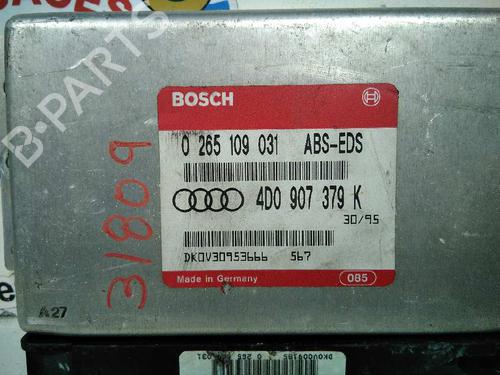 BOSCH
0 265 109 031 ABS-EDS
4D0 907 379 K
30/95
DK0V30953666 567
Made in Germany 085
31809
A27
B-PARTS